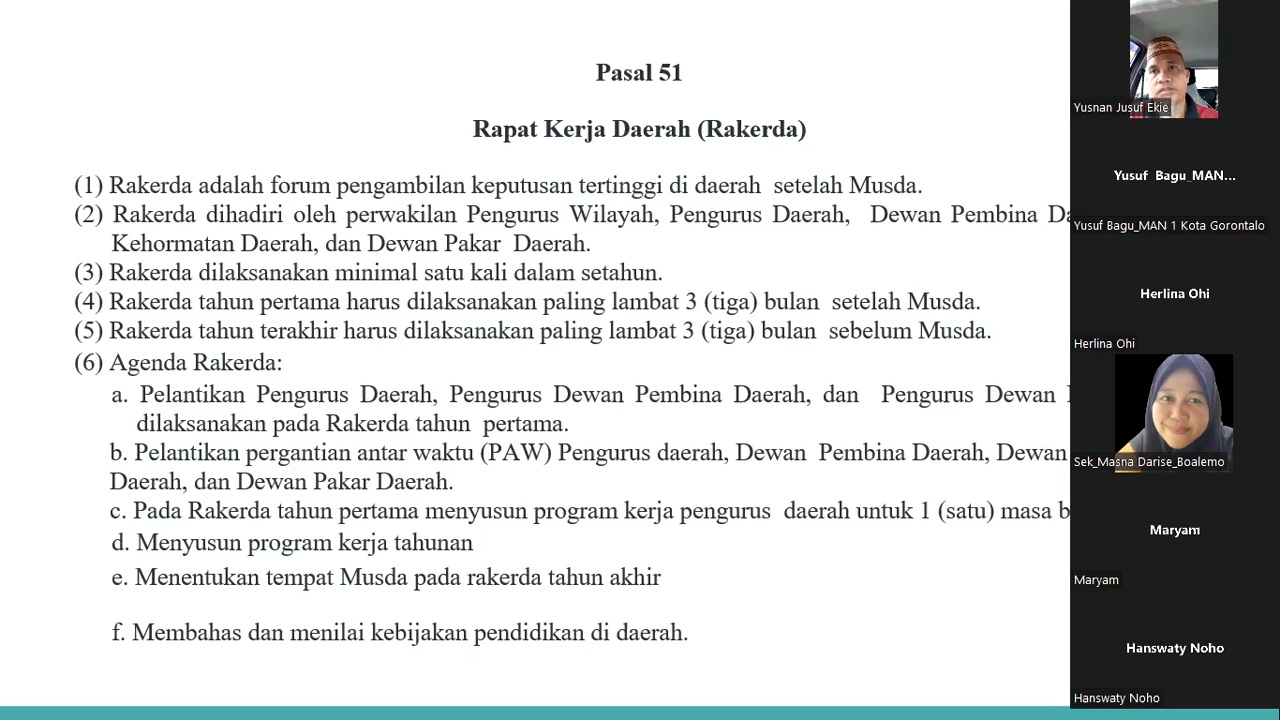 Pasal 51
Rapat Kerja Daerah (Rakerda)
(1) Rakerda adalah forum pengambilan keputusan tertinggi di daerah setelah Musda.
(2) Rakerda dihadiri oleh perwakilan Pengurus Wilayah, Pengurus Daerah, Dewan Pembina
Kehormatan Daerah, dan Dewan Pakar Daerah.
(3) Rakerda dilaksanakan minimal satu kali dalam setahun.
(4) Rakerda tahun pertama harus dilaksanakan paling lambat 3 (tiga) bulan setelah Musda.
(5) Rakerda tahun terakhir harus dilaksanakan paling lambat 3 (tiga) bulan sebelum Musda.
(6) Agenda Rakerda:
a. Pelantikan Pengurus Daerah, Pengurus Dewan Pembina Daerah, dan Pengurus Dewan
dilaksanakan pada Rakerda tahun pertama.
b. Pelantikan pergantian antar waktu (PAW) Pengurus daerah, Dewan Pembina Daerah, Dewan
Daerah, dan Dewan Pakar Daerah.
c. Pada Rakerda tahun pertama menyusun program kerja pengurus daerah untuk 1 (satu) masa
d. Menyusun program kerja tahunan
e. Menentukan tempat Musda pada rakerda tahun akhir
f. Membahas dan menilai kebijakan pendidikan di daerah.
Yusnan Jusuf Ekie
Yusuf Bagu_MAN...
Yusuf Bagu_MAN 1 Kota Gorontalo
Herlina Ohi
Herlina Ohi
Sek_Masna Darise_Boalemo
Maryam
Maryam
Hanswaty Noho
Hanswaty Noho